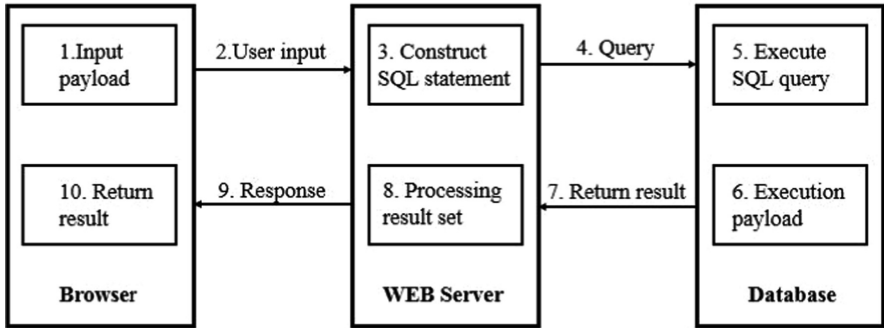 1.Input
payload
2.User input
3. Construct
SQL statement
4. Query
5. Execute
SQL query
6. Execution
payload
7. Return result
8. Processing
result set
9. Response
10. Return
result
Browser
WEB Server
Database